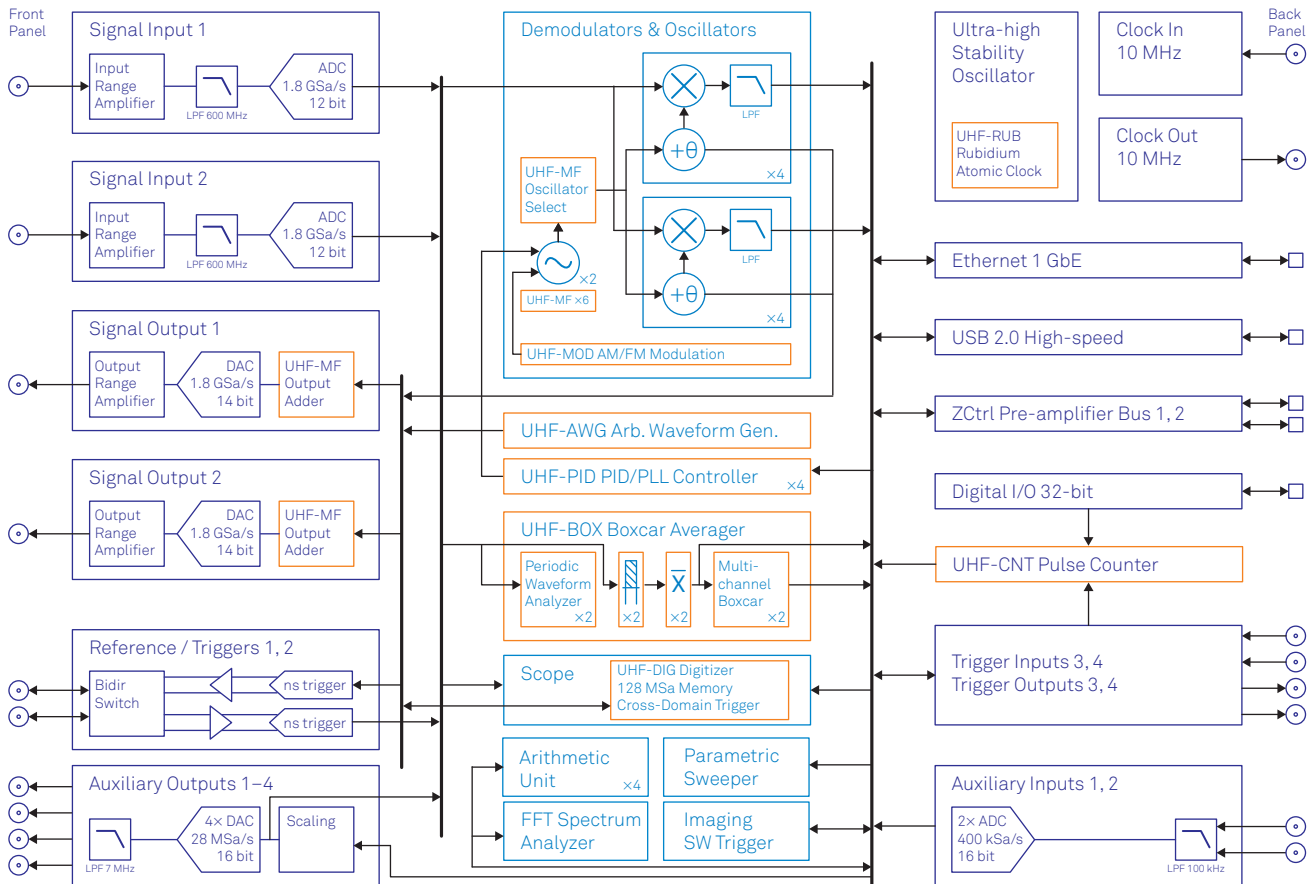 Front
Panel
Signal Input 1
Input
Range
Amplifier
LPF 600 MHz
ADC
1.8 GSa/s
12 bit
Signal Input 2
Input
Range
Amplifier
LPF 600 MHz
ADC
1.8 GSa/s
12 bit
Signal Output 1
Output
Range
Amplifier
DAC
1.8 GSa/s
14 bit
UHF-MF
Output
Adder
Signal Output 2
Output
Range
Amplifier
DAC
1.8 GSa/s
14 bit
UHF-MF
Output
Adder
Reference / Triggers 1, 2
Bidir
Switch
ns trigger
ns trigger
Auxiliary Outputs 1–4
LPF 7 MHz
4× DAC
28 MSa/s
16 bit
Scaling
Demodulators & Oscillators
LPF
+θ
×4
UHF-MF
Oscillator
Select
×2
UHF-MF ×6
LPF
+θ
×4
UHF-MOD AM/FM Modulation
UHF-AWG Arb. Waveform Gen.
UHF-PID PID/PLL Controller
×4
UHF-BOX Boxcar Averager
Periodic
Waveform
Analyzer
×2
×2
X̅
×2
Multi-
channel
Boxcar
×2
Scope
UHF-DIG Digitizer
128 MSa Memory
Cross-Domain Trigger
Arithmetic
Unit
×4
Parametric
Sweeper
FFT Spectrum
Analyzer
Imaging
SW Trigger
Back
Panel
Ultra-high
Stability
Oscillator
UHF-RUB
Rubidium
Atomic Clock
Clock In
10 MHz
Clock Out
10 MHz
Ethernet 1 GbE
USB 2.0 High-speed
ZCtrl Pre-amplifier Bus 1, 2
Digital I/O 32-bit
UHF-CNT Pulse Counter
Trigger Inputs 3, 4
Trigger Outputs 3, 4
Auxiliary Inputs 1, 2
2× ADC
400 kSa/s
16 bit
LPF 100 kHz